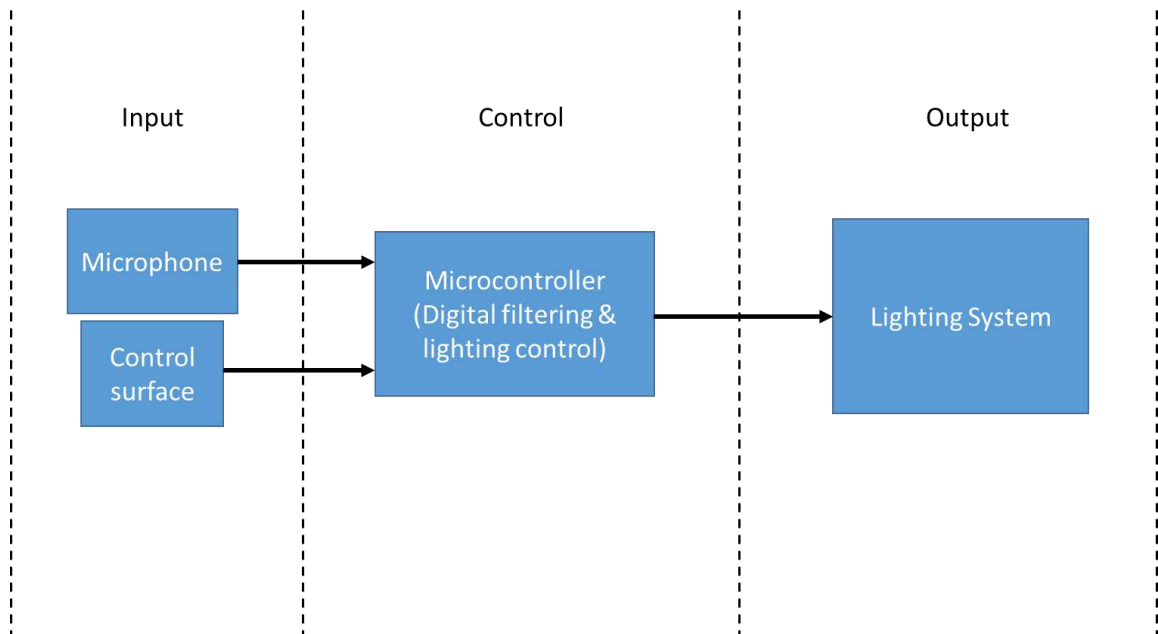 Input
Control
Output
Microphone
Control
surface
Microcontroller
(Digital filtering &
lighting control)
Lighting System